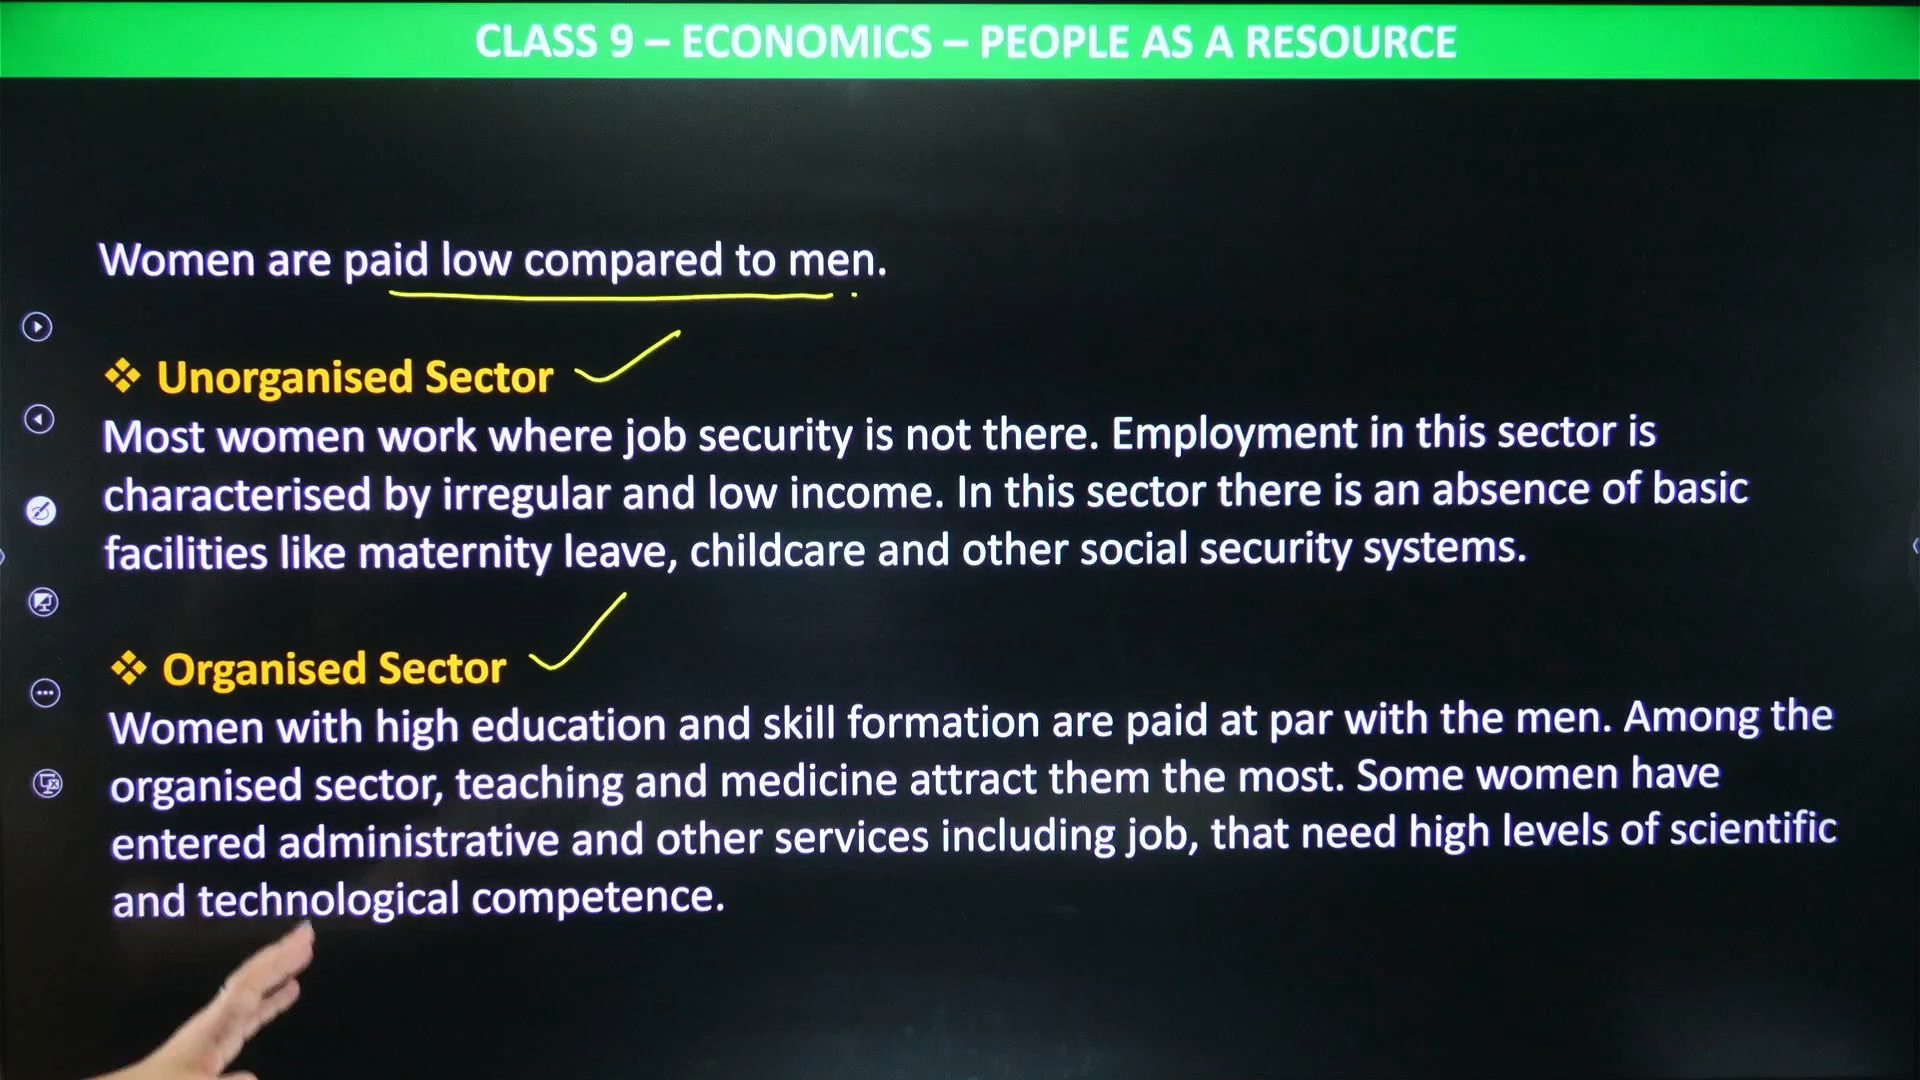 CLASS 9 – ECONOMICS – PEOPLE AS A RESOURCE
Women are paid low compared to men.
❖ Unorganised Sector
Most women work where job security is not there. Employment in this sector is
characterised by irregular and low income. In this sector there is an absence of basic
facilities like maternity leave, childcare and other social security systems.
❖ Organised Sector
Women with high education and skill formation are paid at par with the men. Among the
organised sector, teaching and medicine attract them the most. Some women have
entered administrative and other services including job, that need high levels of scientific
and technological competence.